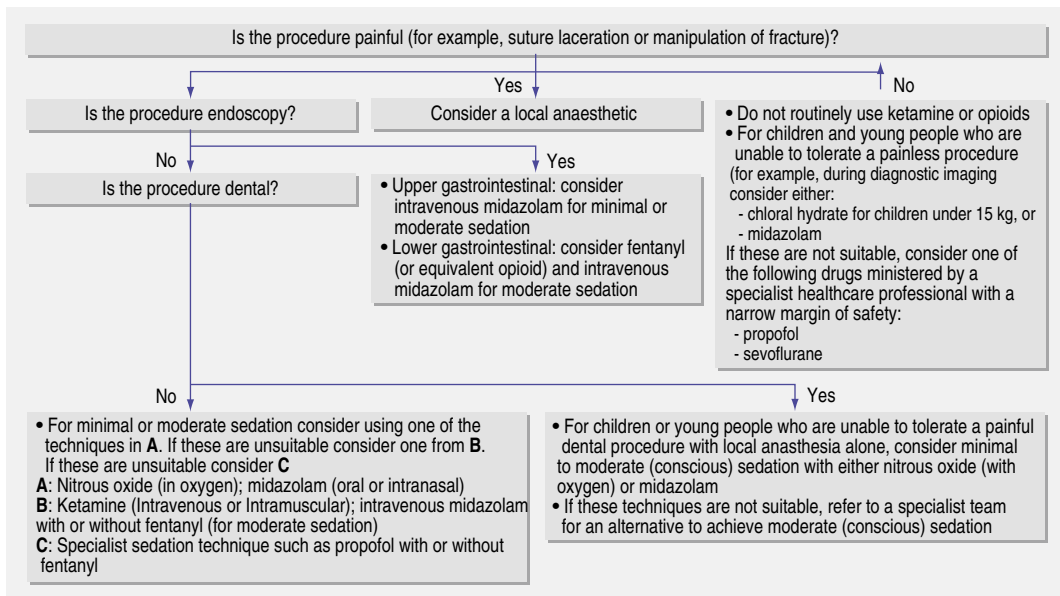 Is the procedure painful (for example, suture laceration or manipulation of fracture)?
Yes
No
Is the procedure endoscopy?
Consider a local anaesthetic
• Do not routinely use ketamine or opioids
• For children and young people who are
unable to tolerate a painless procedure
(for example, during diagnostic imaging
consider either:
- chloral hydrate for children under 15 kg, or
- midazolam
If these are not suitable, consider one of
the following drugs ministered by a
specialist healthcare professional with a
narrow margin of safety:
- propofol
- sevoflurane
No
Yes
Is the procedure dental?
• Upper gastrointestinal: consider
intravenous midazolam for minimal or
moderate sedation
• Lower gastrointestinal: consider fentanyl
(or equivalent opioid) and intravenous
midazolam for moderate sedation
No
Yes
• For minimal or moderate sedation consider using one of the
techniques in A. If these are unsuitable consider one from B.
If these are unsuitable consider C
A: Nitrous oxide (in oxygen); midazolam (oral or intranasal)
B: Ketamine (Intravenous or Intramuscular); intravenous midazolam
with or without fentanyl (for moderate sedation)
C: Specialist sedation technique such as propofol with or without
fentanyl
• For children or young people who are unable to tolerate a painful
dental procedure with local anasthesia alone, consider minimal
to moderate (conscious) sedation with either nitrous oxide (with
oxygen) or midazolam
• If these techniques are not suitable, refer to a specialist team
for an alternative to achieve moderate (conscious) sedation